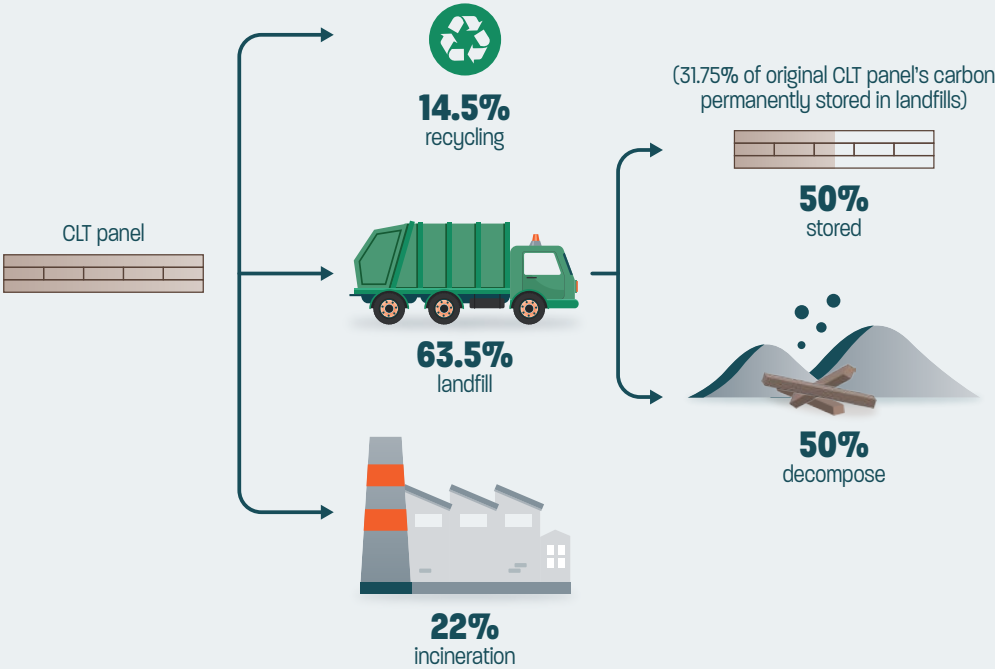 CLT panel
14.5%
recycling
63.5%
landfill
22%
incineration
(31.75% of original CLT panel's carbon
permanently stored in landfills)
50%
stored
50%
decompose